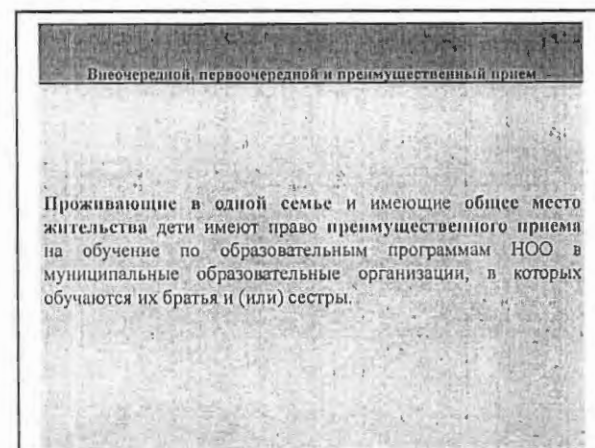 Внеочередной, первоочередной и преимущественный прием
Проживающие в одной семье и имеющие общее место
жительства дети имеют право преимущественного приема
на обучение по образовательным программам НОО в
муниципальные образовательные организации, в которых
обучаются их братья и (или) сестры.